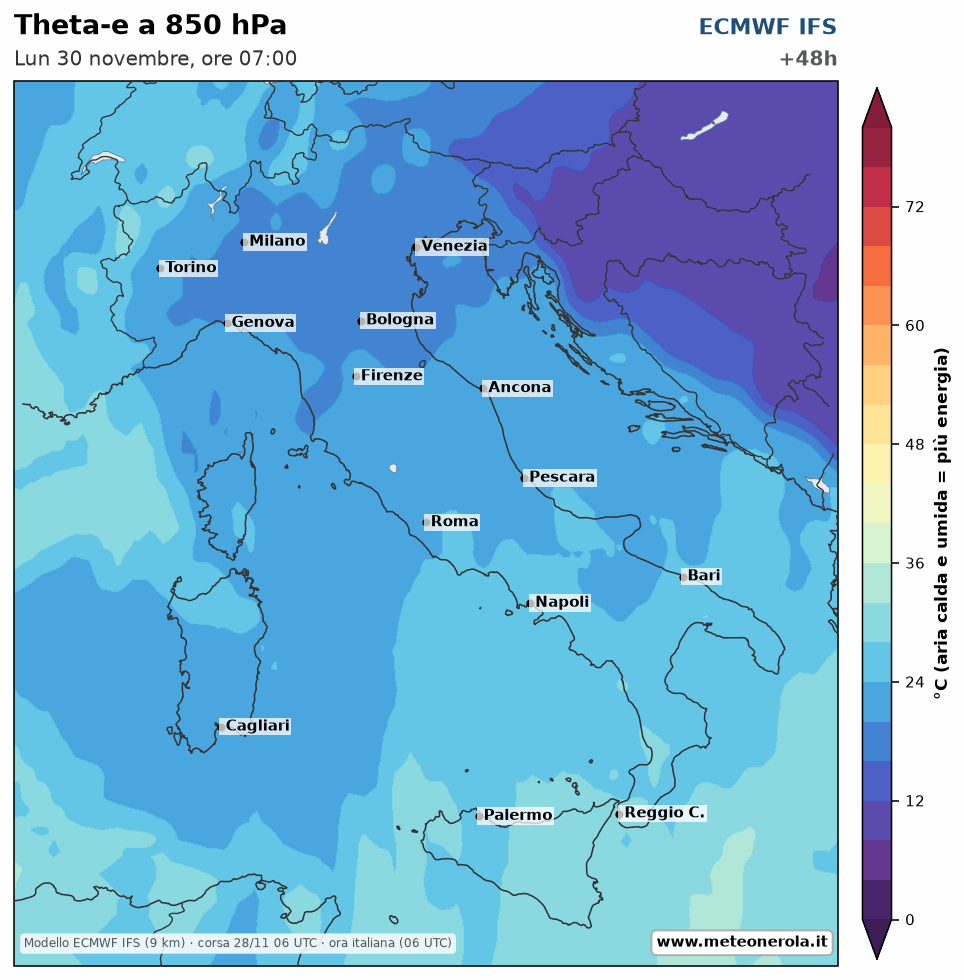 Theta-e a 850 hPa
ECMWF IFS
Lun 30 novembre, ore 07:00
+48h
Milano
Venezia
Torino
Genova
Bologna
Firenze
Ancona
Pescara
Roma
Bari
Napoli
Cagliari
Palermo
Reggio C.
72
60
48
36
24
12
0
°C (aria calda e umida = più energia)
Modello ECMWF IFS (9 km) · corsa 28/11 06 UTC · ora italiana (06 UTC)
www.meteonerola.it